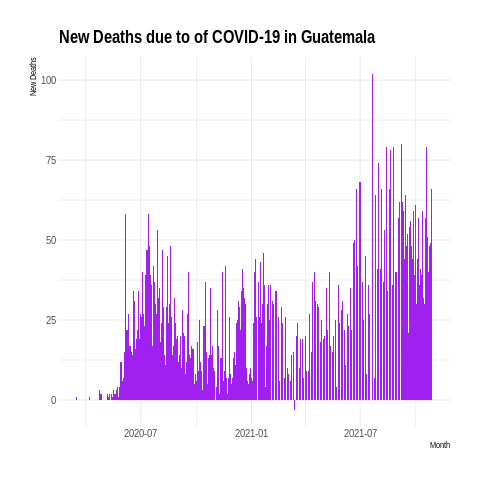 New Deaths due to of COVID-19 in Guatemala
New Deaths
100
75
50
25
0
2020-07
2021-01
2021-07
Month